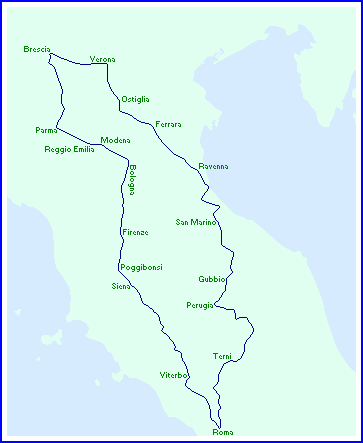 Brescia
Verona
Ostiglia
Ferrara
Parma
Modena
Reggio Emilia
Bologna
Ravenna
San Marino
Firenze
Poggibonsi
Gubbio
Siena
Perugia
Terni
Viterbo
Roma